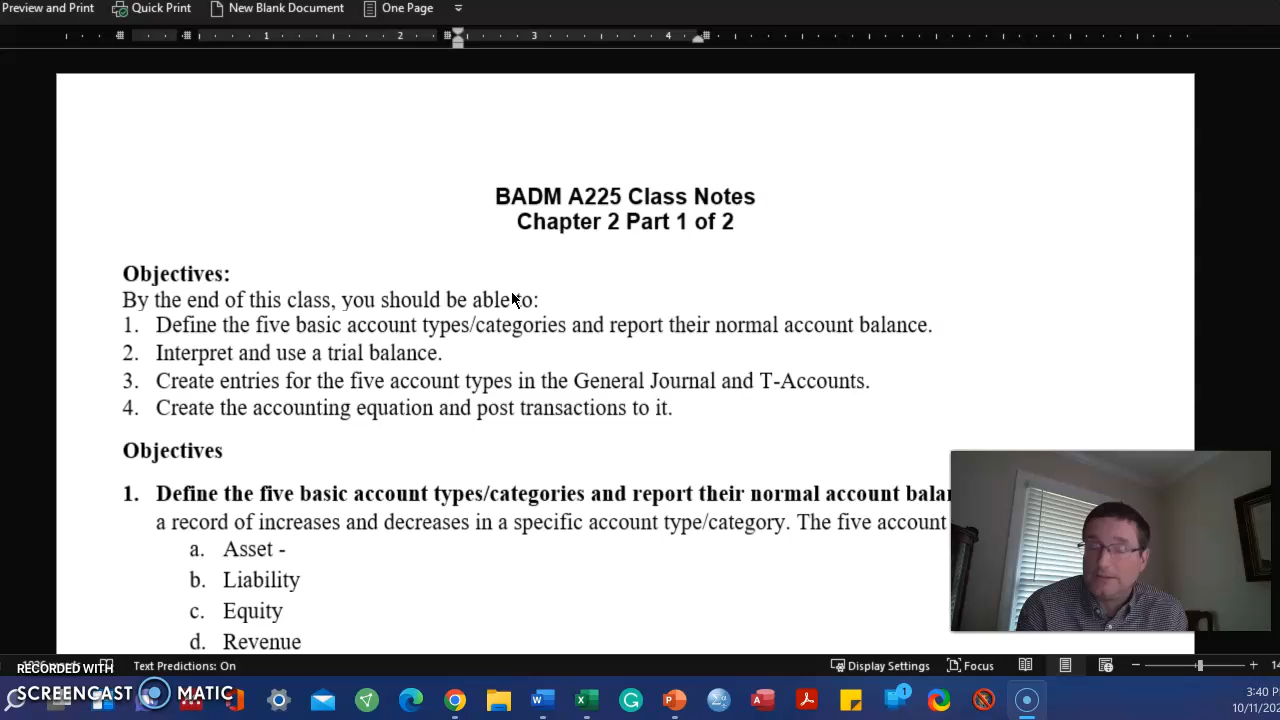 Preview and Print Quick Print New Blank Document One Page
1 2 3 4
BADM A225 Class Notes
Chapter 2 Part 1 of 2
Objectives:
By the end of this class, you should be able to:
1. Define the five basic account types/categories and report their normal account balance.
2. Interpret and use a trial balance.
3. Create entries for the five account types in the General Journal and T-Accounts.
4. Create the accounting equation and post transactions to it.
Objectives
1. Define the five basic account types/categories and report their normal account
a record of increases and decreases in a specific account type/category. The five account
a. Asset -
b. Liability
c. Equity
d. Revenue
RECORDED WITH
Text Predictions: On Display Settings Focus
SCREENCAST MATIC
1
3:40 P
10/11/202